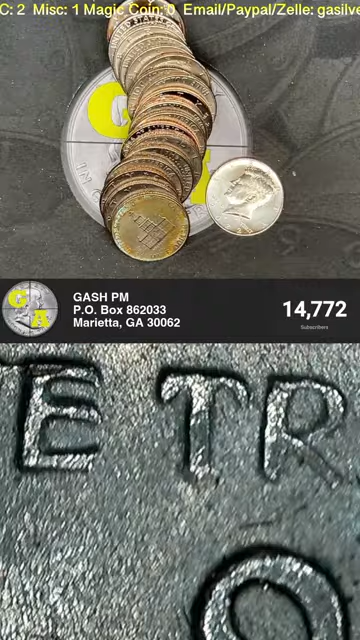 C: 2 Misc: 1 Magic Coin: 0 Email/Paypal/Zelle: gasilve
GASH PM
P.O. Box 862033
Marietta, GA 30062
14,772
Subscribers
G
A
E TR
O